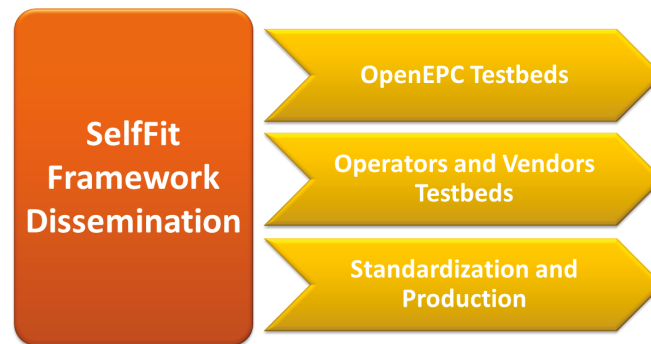 SelfFit
Framework
Dissemination
OpenEPC Testbeds
Operators and Vendors
Testbeds
Standardization and
Production